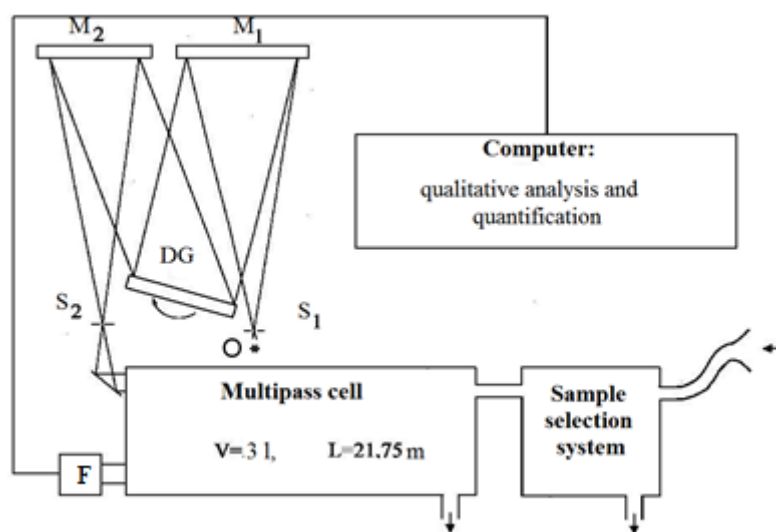 M2
M1
Computer:
qualitative analysis and
quantification
DG
S2
S1
Multipass cell
V=.3 l, L=21,75 m
Sample
selection
system
F